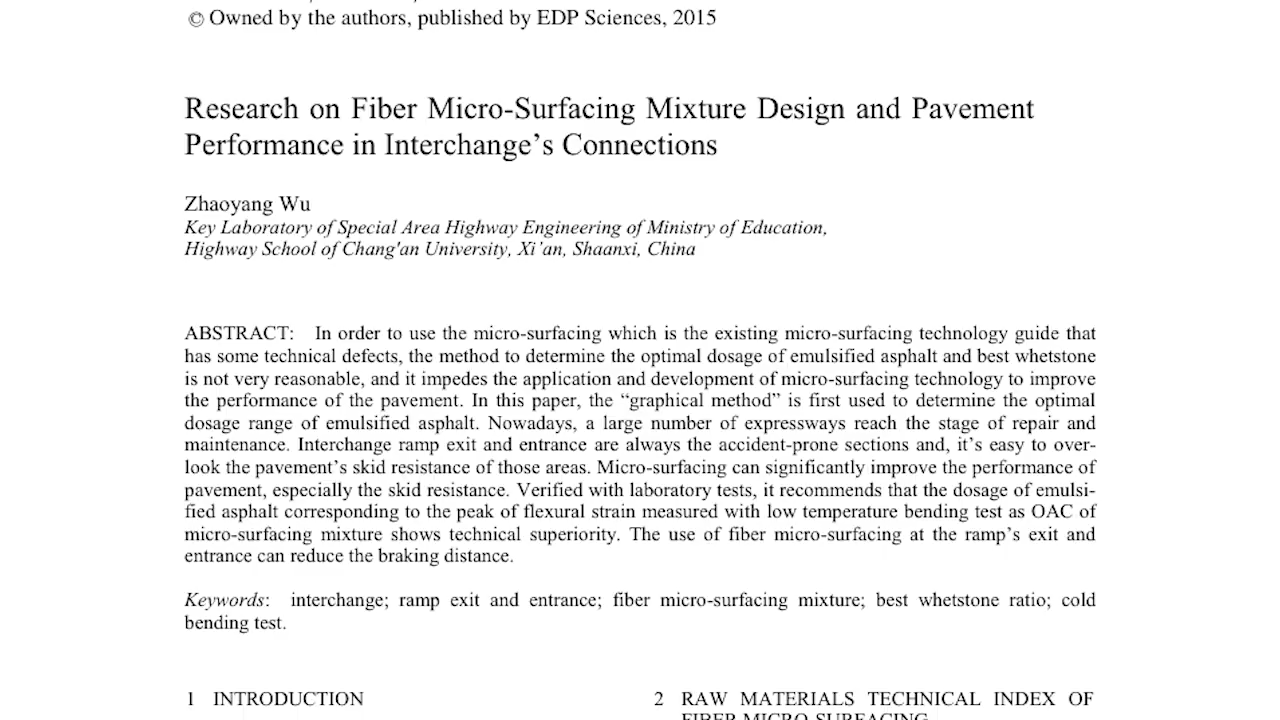 © Owned by the authors, published by EDP Sciences, 2015
Research on Fiber Micro-Surfacing Mixture Design and Pavement
Performance in Interchange’s Connections
Zhaoyang Wu
Key Laboratory of Special Area Highway Engineering of Ministry of Education,
Highway School of Chang'an University, Xi’an, Shaanxi, China
ABSTRACT: In order to use the micro-surfacing which is the existing micro-surfacing technology guide that
has some technical defects, the method to determine the optimal dosage of emulsified asphalt and best whetstone
is not very reasonable, and it impedes the application and development of micro-surfacing technology to improve
the performance of the pavement. In this paper, the “graphical method” is first used to determine the optimal
dosage range of emulsified asphalt. Nowadays, a large number of expressways reach the stage of repair and
maintenance. Interchange ramp exit and entrance are always the accident-prone sections and, it’s easy to over-
look the pavement’s skid resistance of those areas. Micro-surfacing can significantly improve the performance of
pavement, especially the skid resistance. Verified with laboratory tests, it recommends that the dosage of emulsi-
fied asphalt corresponding to the peak of flexural strain measured with low temperature bending test as OAC of
micro-surfacing mixture shows technical superiority. The use of fiber micro-surfacing at the ramp’s exit and
entrance can reduce the braking distance.
Keywords: interchange; ramp exit and entrance; fiber micro-surfacing mixture; best whetstone ratio; cold
bending test.
1 INTRODUCTION
2 RAW MATERIALS TECHNICAL INDEX OF
FIBER MICRO-SURFACING